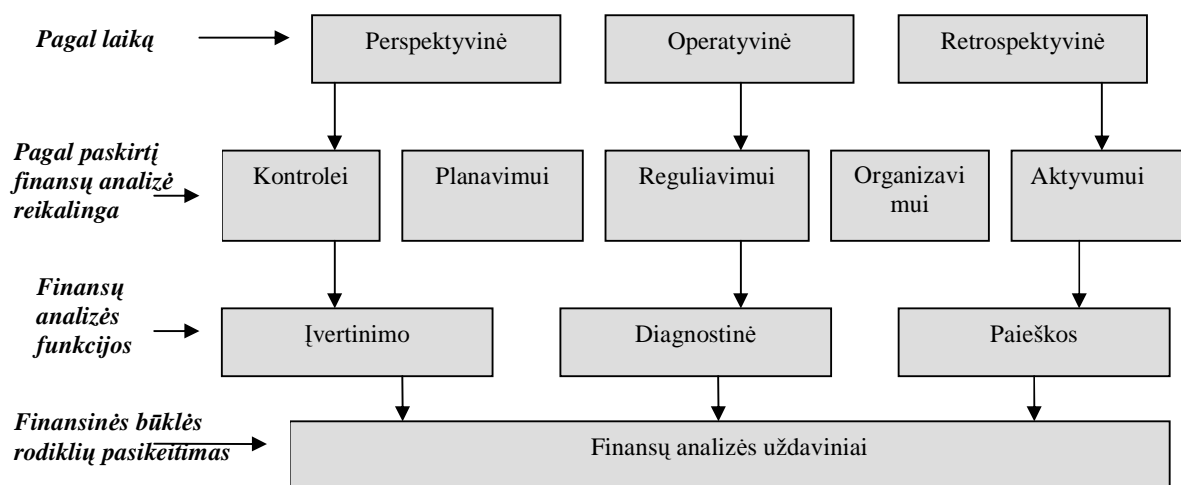 Pagal laiką
Perspektyvinė
Operatyvinė
Retrospektyvinė
Pagal paskirtį
finansų analizė
reikalinga
Kontrolei
Planavimui
Reguliavimui
Organizavi
mui
Aktyvumui
Finansų
analizės
funkcijos
Įvertinimo
Diagnostinė
Paieškos
Finansinės būklės
rodiklių pasikeitimas
Finansų analizės uždaviniai